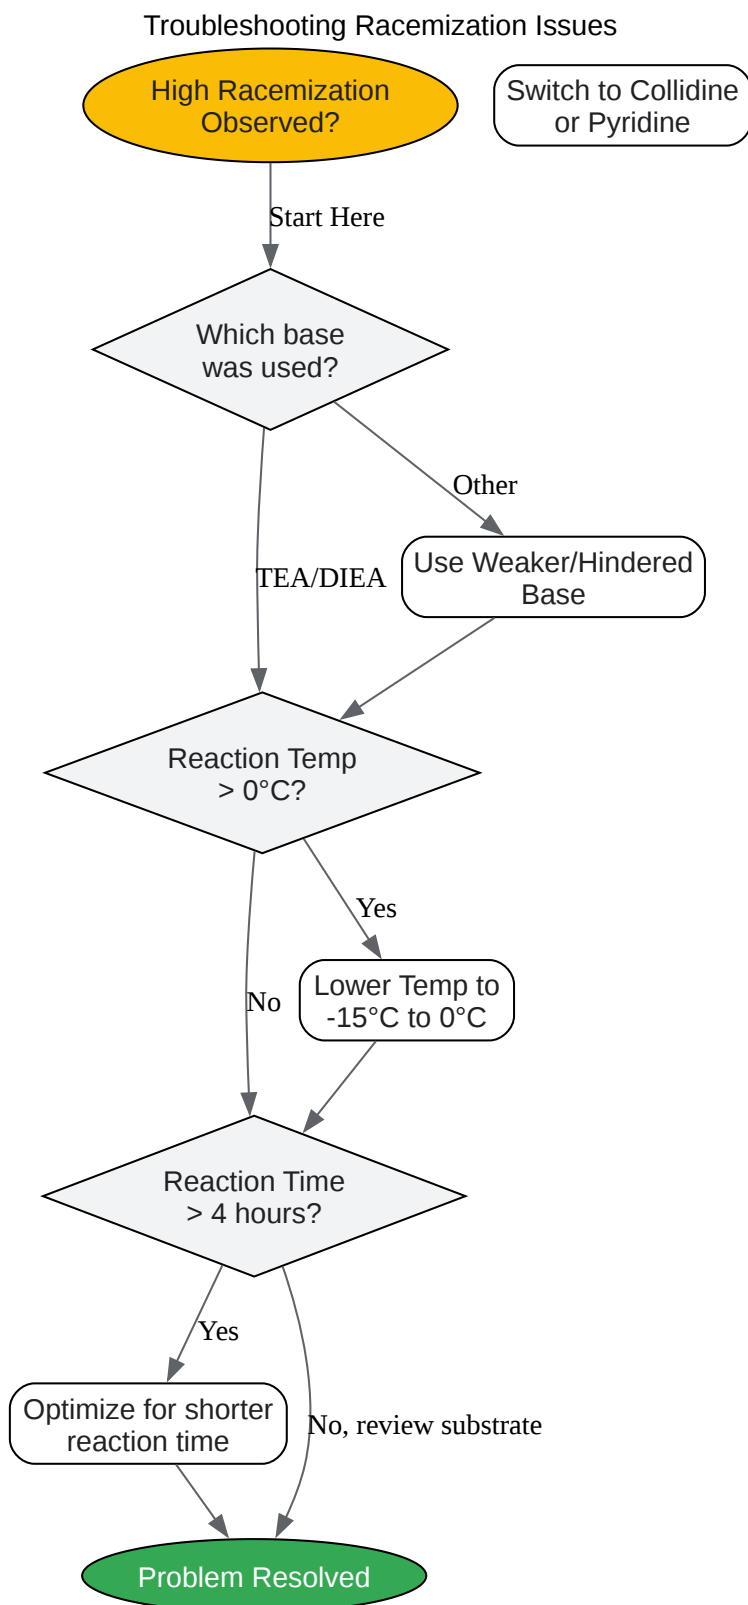 Troubleshooting Racemization Issues
High Racemization
Observed?
Switch to Collidine
or Pyridine
Start Here
Which base
was used?
Other
TEA/DIEA
Use Weaker/Hindered
Base
Reaction Temp
> 0°C?
Yes
No
Lower Temp to
-15°C to 0°C
Reaction Time
> 4 hours?
Yes
Optimize for shorter
reaction time
No, review substrate
Problem Resolved